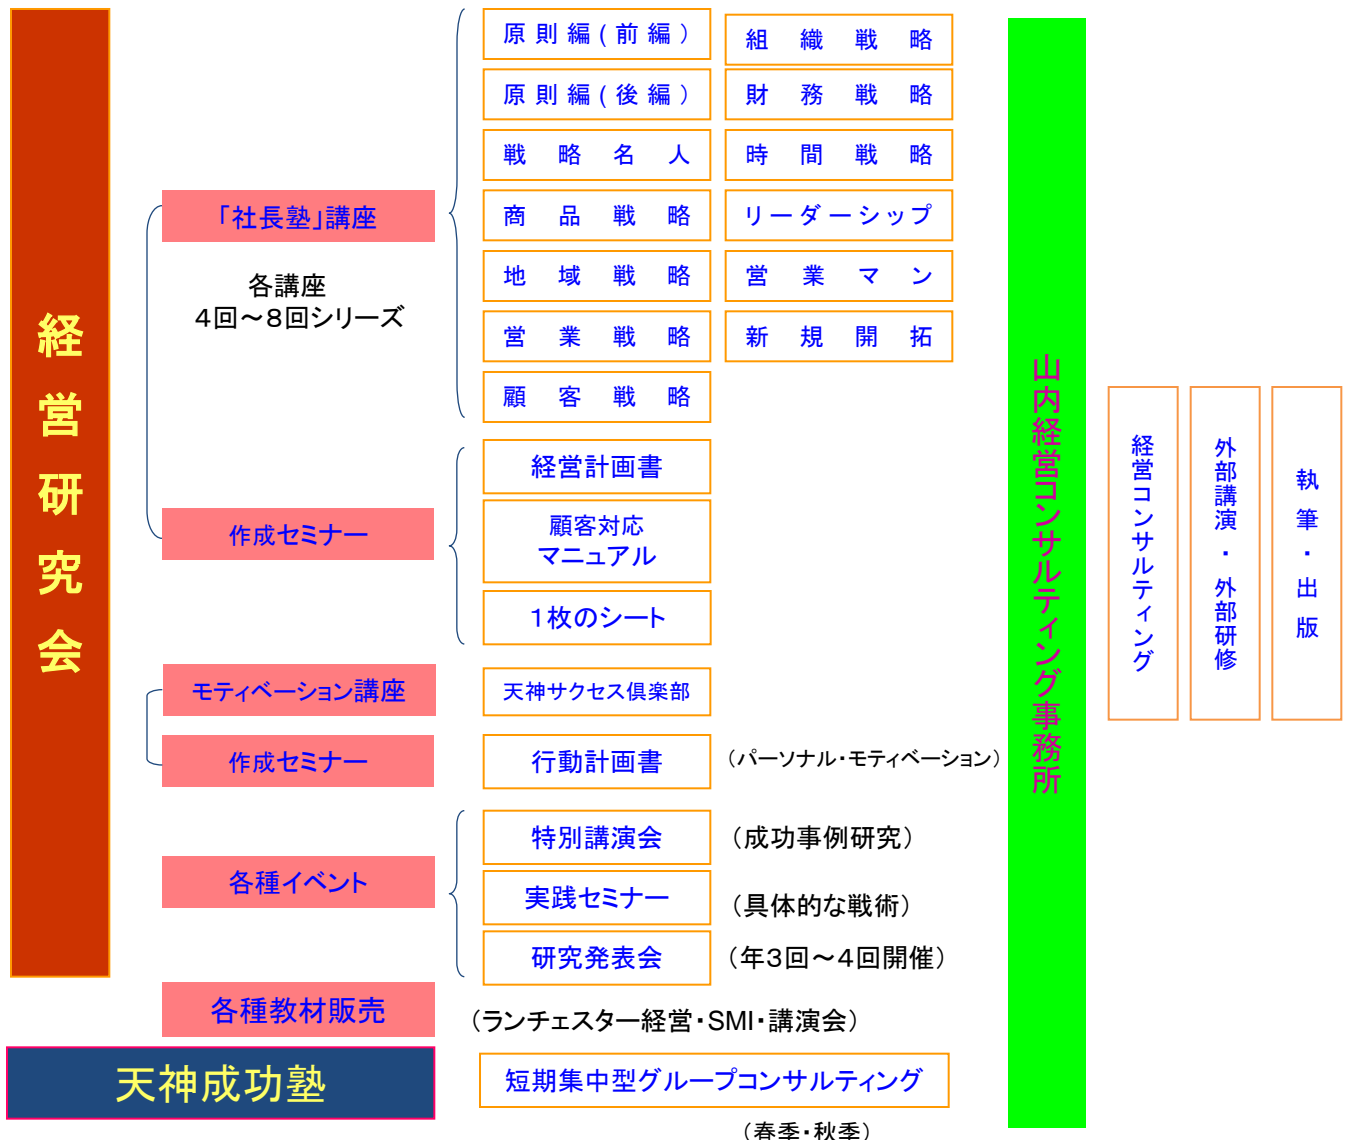 経営研究会
「社長塾」講座
各講座
4回～8回シリーズ
原則編(前編)
原則編(後編)
戦略名人
商品戦略
地域戦略
営業戦略
顧客戦略
組織戦略
財務戦略
時間戦略
リーダーシップ
営業マン
新規開拓
作成セミナー
経営計画書
顧客対応
マニュアル
1枚のシート
モティベーション講座
天神サクセス倶楽部
作成セミナー
行動計画書
(パーソナル・モティベーション)
各種イベント
特別講演会
(成功事例研究)
実践セミナー
(具体的な戦術)
研究発表会
(年3回～4回開催)
各種教材販売
(ランチェスター経営・SMI・講演会)
天神成功塾
短期集中型グループコンサルティング
(春季・秋季)
山内経営コンサルティング事務所
経営コンサルティング
外部講演・外部研修
執筆・出版